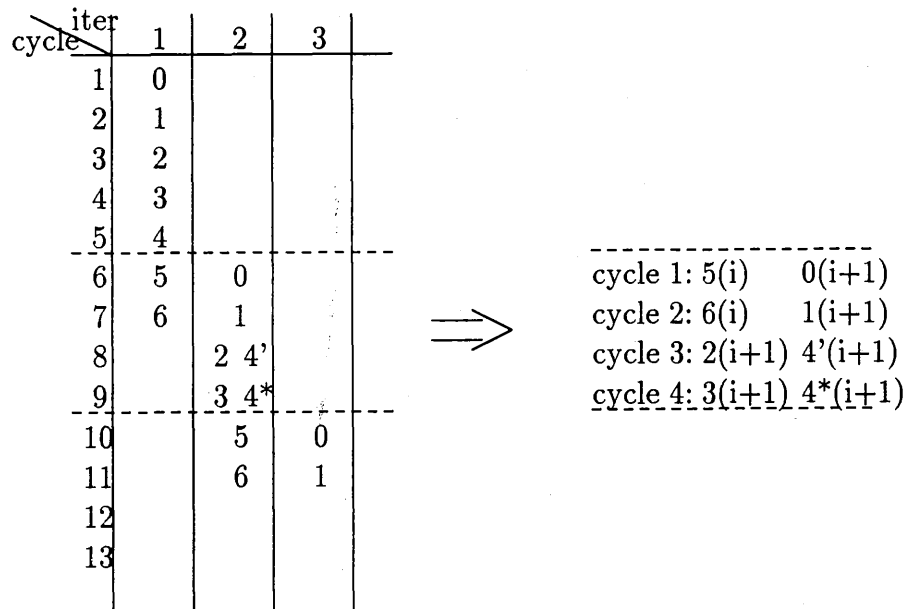 iter
cycle 1 2 3
1 0
2 1
3 2
4 3
5 4
6 5 0
7 6 1
8 2 4'
9 3 4*
10 5 0
11 6 1
12
13
cycle 1: 5(i) 0(i+1)
cycle 2: 6(i) 1(i+1)
cycle 3: 2(i+1) 4'(i+1)
cycle 4: 3(i+1) 4*(i+1)